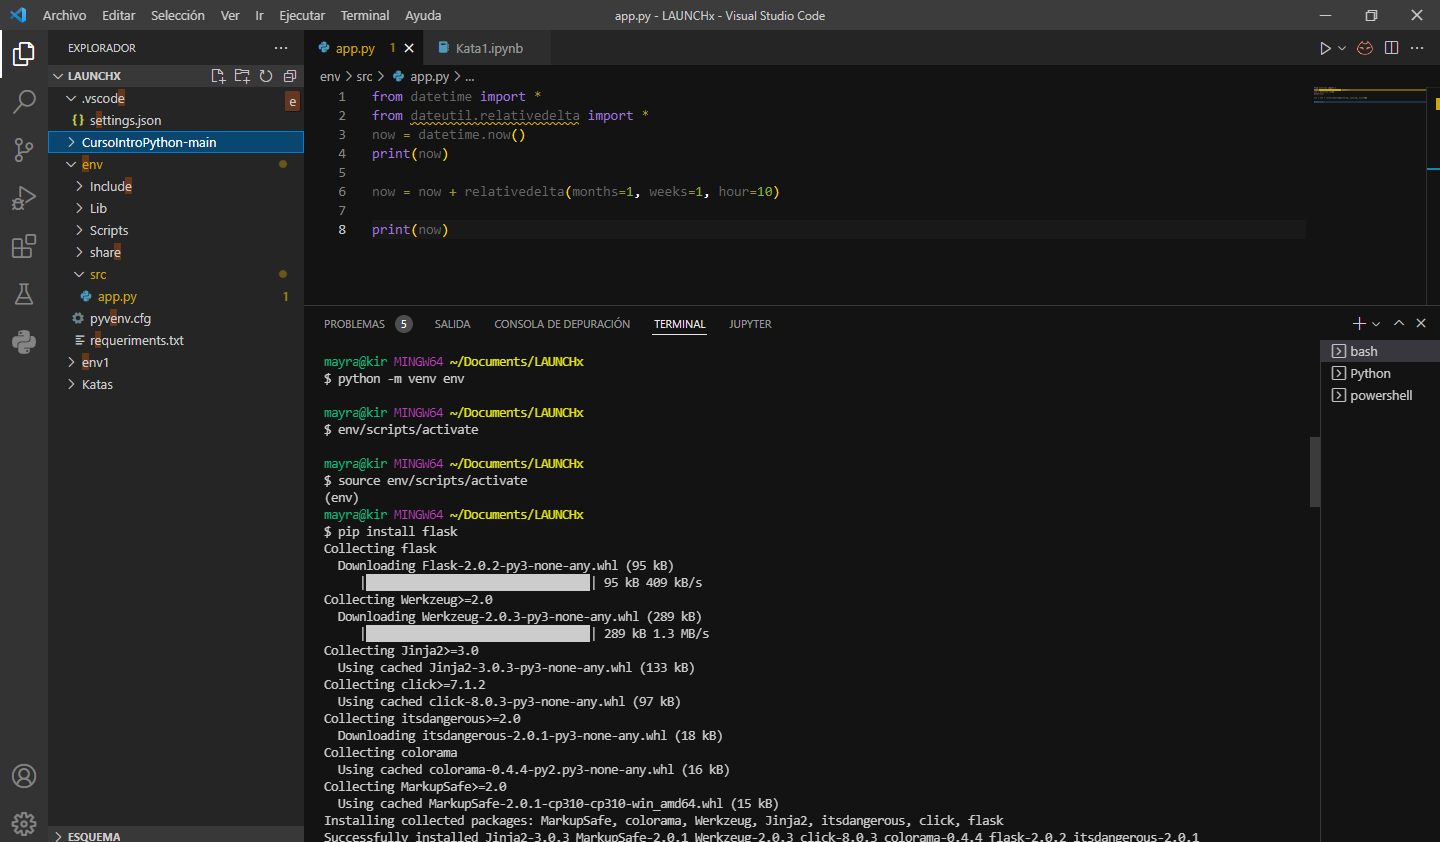 Archivo Editar Selección Ver Ir Ejecutar Terminal Ayuda
app.py - LAUNCHx - Visual Studio Code
EXPLORADOR
LAUNCHX
.vscode
e
settings.json
CursoIntroPython-main
env
Include
Lib
Scripts
share
src
app.py 1
pyvenv.cfg
requeriments.txt
env1
Katas
ESQUEMA
app.py 1
Kata1.ipynb
env > src > app.py > ...
1 from datetime import *
2 from dateutil.relativedelta import *
3 now = datetime.now()
4 print(now)
5
6 now = now + relativedelta(months=1, weeks=1, hour=10)
7
8 print(now)
PROBLEMAS 5 SALIDA CONSOLA DE DEPURACIÓN TERMINAL JUPYTER
mayra@kir MINGW64 ~/Documents/LAUNCHx
$ python -m venv env
mayra@kir MINGW64 ~/Documents/LAUNCHx
$ env/scripts/activate
mayra@kir MINGW64 ~/Documents/LAUNCHx
$ source env/scripts/activate
(env)
mayra@kir MINGW64 ~/Documents/LAUNCHx
$ pip install flask
Collecting flask
Downloading Flask-2.0.2-py3-none-any.whl (95 kB)
| | 95 kB 409 kB/s
Collecting Werkzeug>=2.0
Downloading Werkzeug-2.0.3-py3-none-any.whl (289 kB)
| | 289 kB 1.3 MB/s
Collecting Jinja2>=3.0
Using cached Jinja2-3.0.3-py3-none-any.whl (133 kB)
Collecting click>=7.1.2
Using cached click-8.0.3-py3-none-any.whl (97 kB)
Collecting itsdangerous>=2.0
Downloading itsdangerous-2.0.1-py3-none-any.whl (18 kB)
Collecting colorama
Using cached colorama-0.4.4-py2.py3-none-any.whl (16 kB)
Collecting MarkupSafe>=2.0
Using cached MarkupSafe-2.0.1-cp310-cp310-win_amd64.whl (15 kB)
Installing collected packages: MarkupSafe, colorama, Werkzeug, Jinja2, itsdangerous, click, flask
Successfully installed Jinja2-3.0.3 MarkupSafe-2.0.1 Werkzeug-2.0.3 click-8.0.3 colorama-0.4.4 flask-2.0.2 itsdangerous-2.0.1
bash
Python
powershell